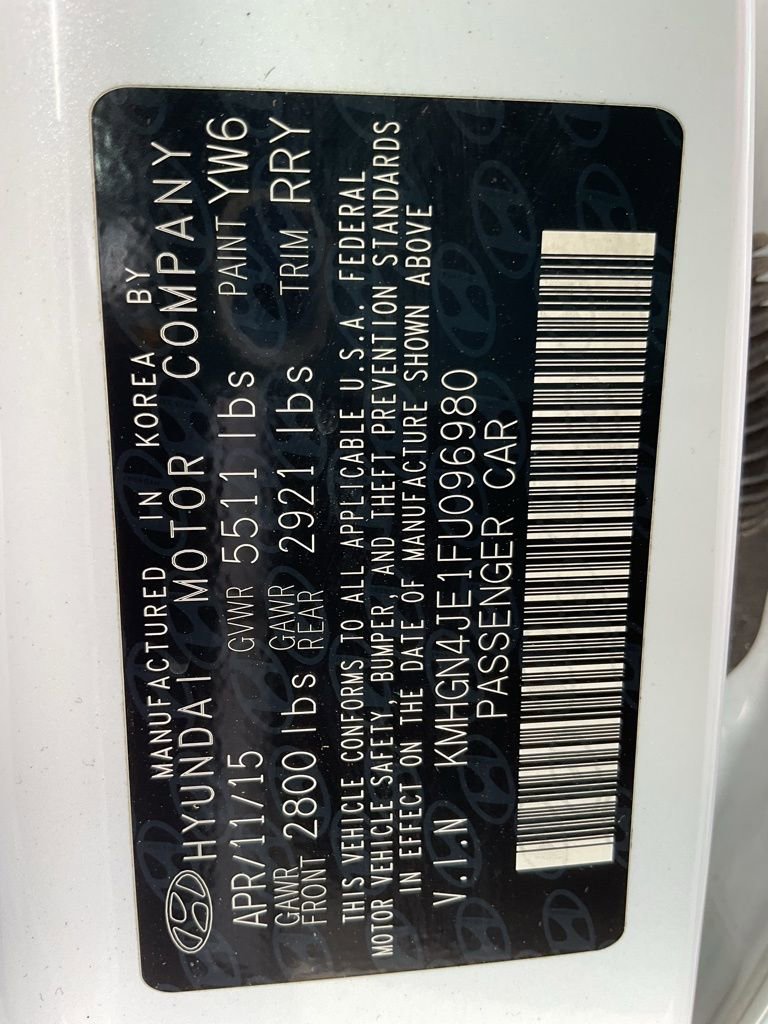 MANUFACTURED IN KOREA BY
HYUNDAI MOTOR COMPANY
APR/11/15 GVWR 5511 lbs PAINT YW6
GAWR FRONT 2800 lbs GAWR REAR 2921 lbs TRIM RRY
THIS VEHICLE CONFORMS TO ALL APPLICABLE U.S.A. FEDERAL
MOTOR VEHICLE SAFETY, BUMPER, AND THEFT PREVENTION STANDARDS
IN EFFECT ON THE DATE OF MANUFACTURE SHOWN ABOVE
V.I.N KMHGN4JE1FU096980
PASSENGER CAR